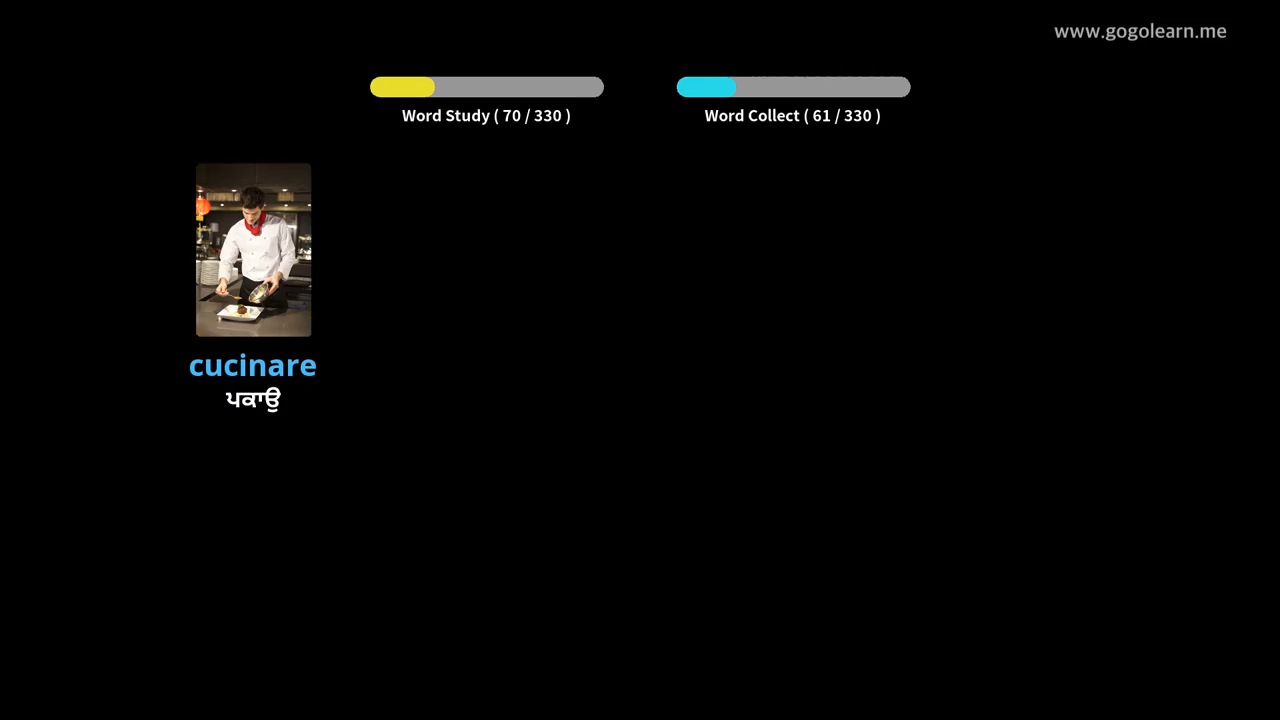 www.gogolearn.me
Word Study ( 70 / 330 )
Word Collect ( 61 / 330 )
cucinare
ਪਕਾਉ